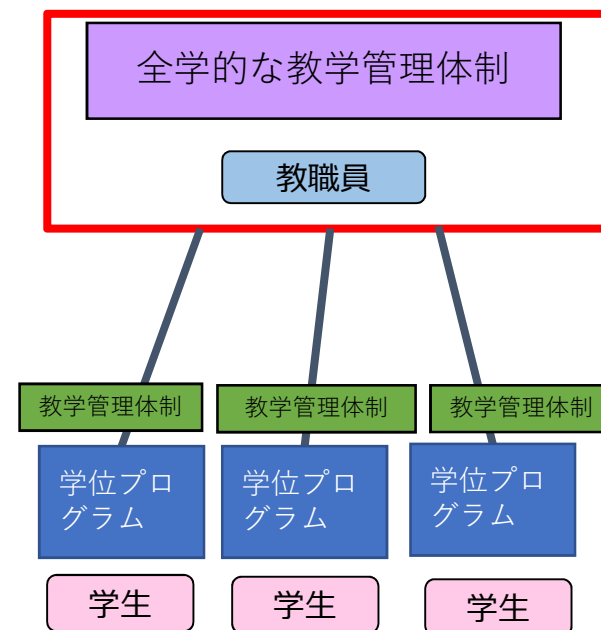 全学的な教学管理体制
教職員
教学管理体制
教学管理体制
教学管理体制
学位プロ
グラム
学位プロ
グラム
学位プロ
グラム
学生
学生
学生